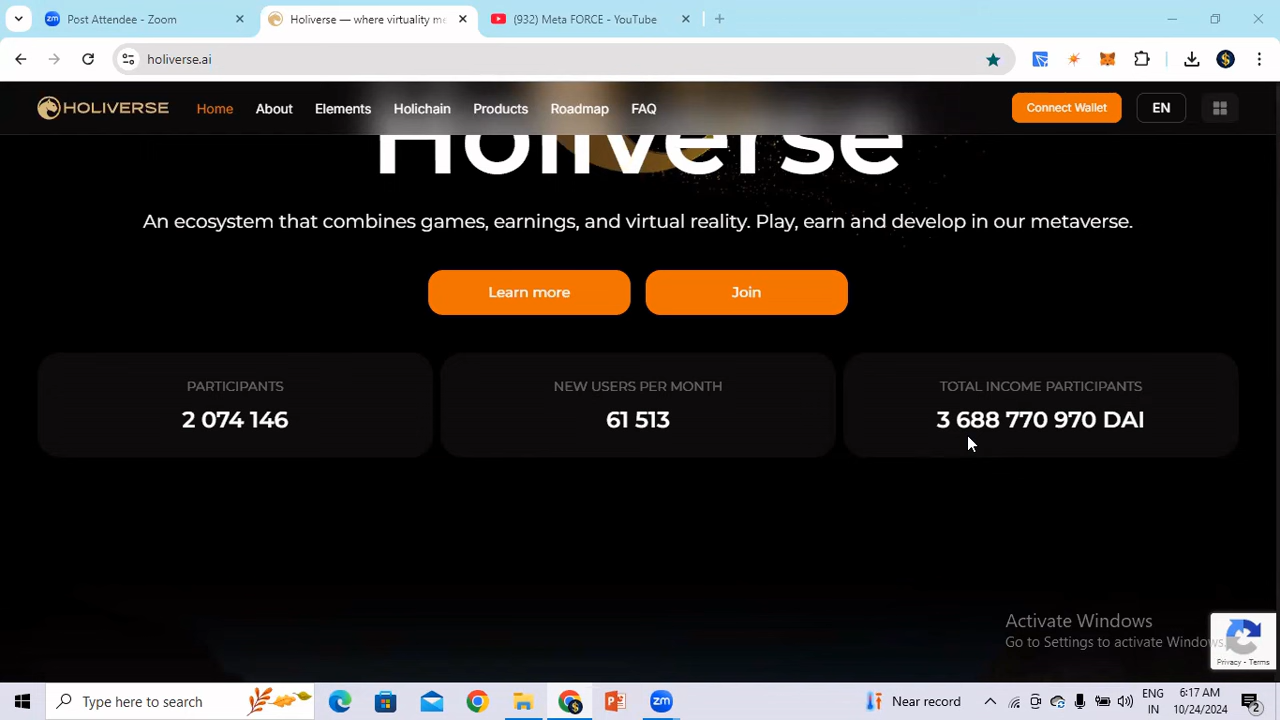 Post Attendee - Zoom
Holiverse — where virtuality me
(932) Meta FORCE - YouTube
holiverse.ai
HOLIVERSE
Home
About
Elements
Holichain
Products
Roadmap
FAQ
Connect Wallet
EN
Holiverse
An ecosystem that combines games, earnings, and virtual reality. Play, earn and develop in our metaverse.
Learn more
Join
PARTICIPANTS
2 074 146
NEW USERS PER MONTH
61 513
TOTAL INCOME PARTICIPANTS
3 688 770 970 DAI
Activate Windows
Go to Settings to activate Windows.
Privacy - Terms
Type here to search
Near record
ENG
IN
6:17 AM
10/24/2024
2